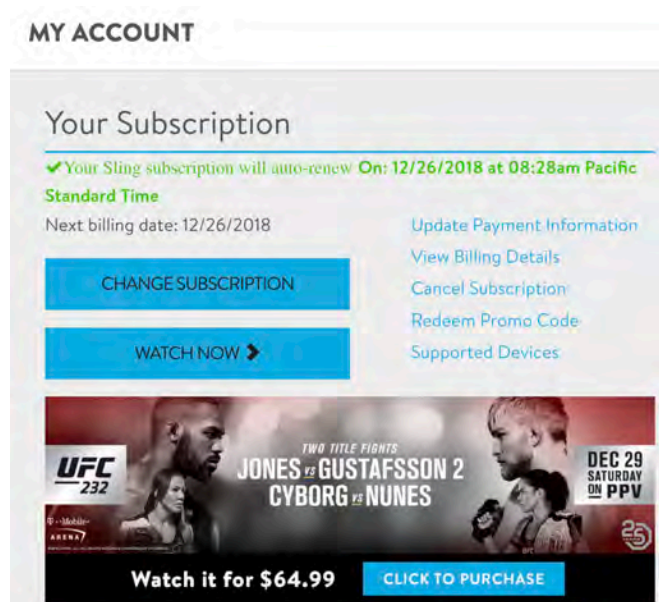 MY ACCOUNT
Your Subscription
✔Your Sling subscription will auto-renew On: 12/26/2018 at 08:28am Pacific
Standard Time
Next billing date: 12/26/2018
CHANGE SUBSCRIPTION
WATCH NOW ❯
Update Payment Information
View Billing Details
Cancel Subscription
Redeem Promo Code
Supported Devices
UFC
232
T-Mobile
ARENA
TWO TITLE FIGHTS
JONES VS GUSTAFSSON 2
CYBORG VS NUNES
DEC 29
SATURDAY
ON PPV
25
Watch it for $64.99
CLICK TO PURCHASE